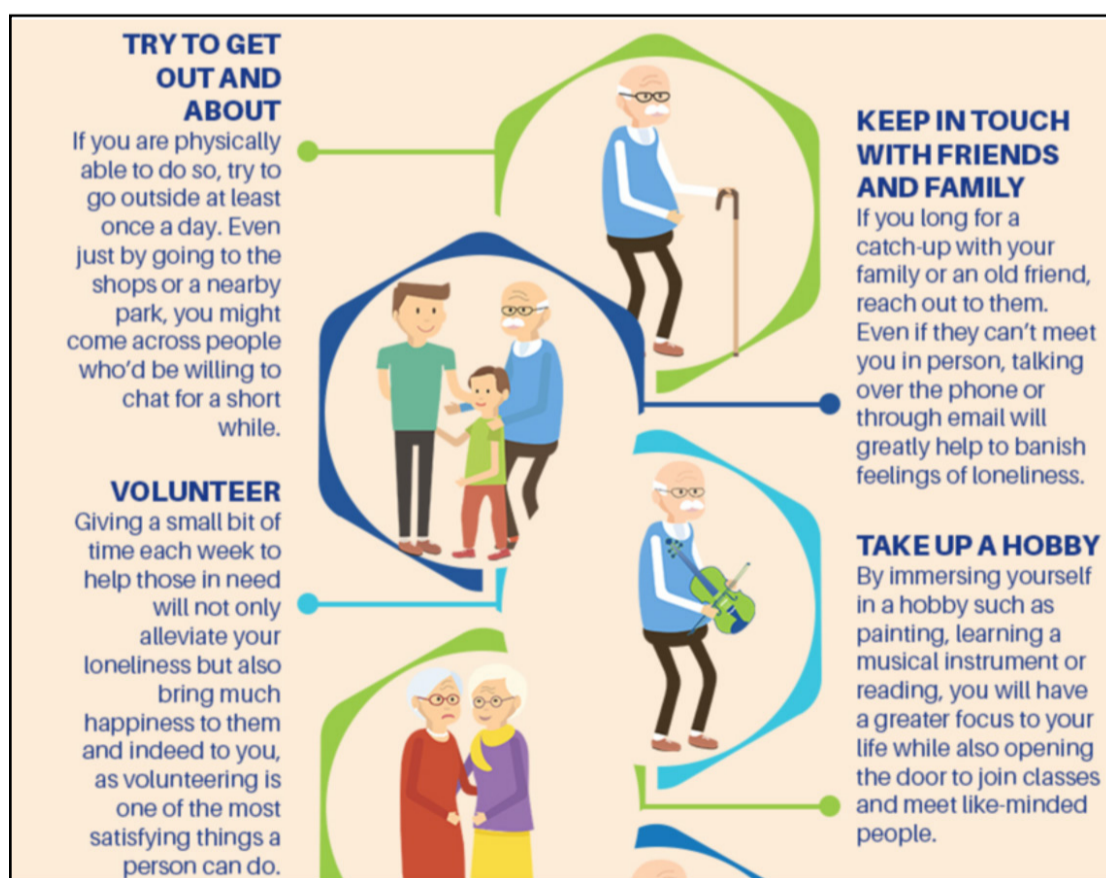 TRY TO GET
OUT AND
ABOUT
If you are physically
able to do so, try to
go outside at least
once a day. Even
just by going to the
shops or a nearby
park, you might
come across people
who'd be willing to
chat for a short
while.
KEEP IN TOUCH
WITH FRIENDS
AND FAMILY
If you long for a
catch-up with your
family or an old friend,
reach out to them.
Even if they can't meet
you in person, talking
over the phone or
through email will
greatly help to banish
feelings of loneliness.
VOLUNTEER
Giving a small bit of
time each week to
help those in need
will not only
alleviate your
loneliness but also
bring much
happiness to them
and indeed to you,
as volunteering is
one of the most
satisfying things a
person can do.
TAKE UP A HOBBY
By immersing yourself
in a hobby such as
painting, learning a
musical instrument or
reading, you will have
a greater focus to your
life while also opening
the door to join classes
and meet like-minded
people.